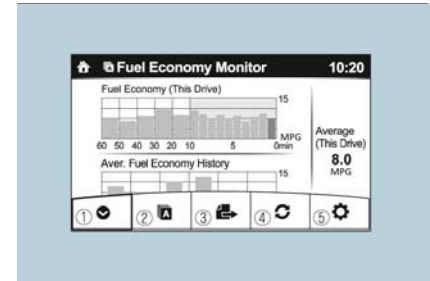 Fuel Economy Monitor 10:20
Fuel Economy (This Drive)
15
MPG
60 50 40 30 20 10 5 0min
Average
(This Drive)
8.0
MPG
Aver. Fuel Economy History
15
① ② A ③ ④ ⑤